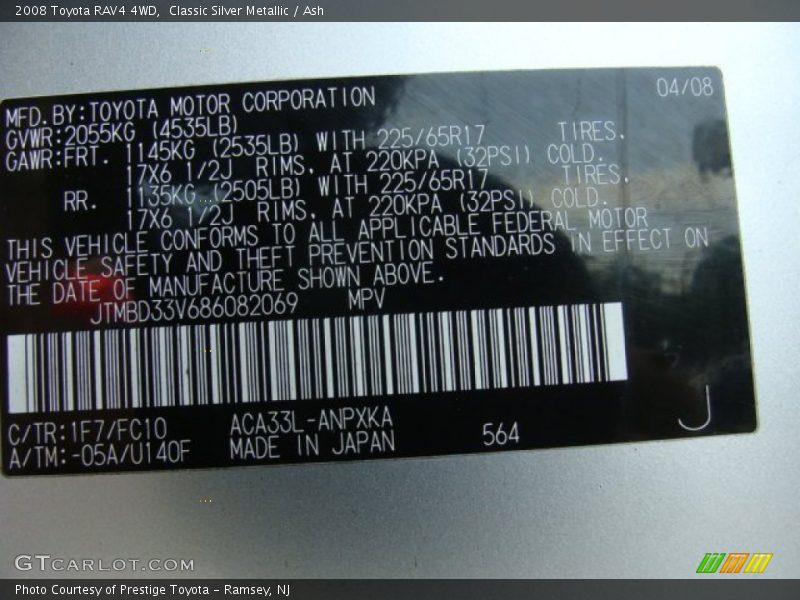 2008 Toyota RAV4 4WD,  Classic Silver Metallic / Ash
04/08
MFD. BY:TOYOTA MOTOR CORPORATION
GVWR:2055KG (4535LB)
GAWR:FRT. 1145KG (2535LB) WITH 225/65R17 TIRES.
17X6 1/2J RIMS, AT 220KPA (32PSI) COLD.
RR. 1135KG (2505LB) WITH 225/65R17 TIRES.
17X6 1/2J RIMS, AT 220KPA (32PSI) COLD.
THIS VEHICLE CONFORMS TO ALL APPLICABLE FEDERAL MOTOR
VEHICLE SAFETY AND THEFT PREVENTION STANDARDS IN EFFECT ON
THE DATE OF MANUFACTURE SHOWN ABOVE.
JTMBD33V686082069 MPV
C/TR:1F7/FC10 ACA33L-ANPXKA 564 J
A/TM:-05A/U140F MADE IN JAPAN
GTCARLOT.COM
Photo Courtesy of Prestige Toyota - Ramsey, NJ